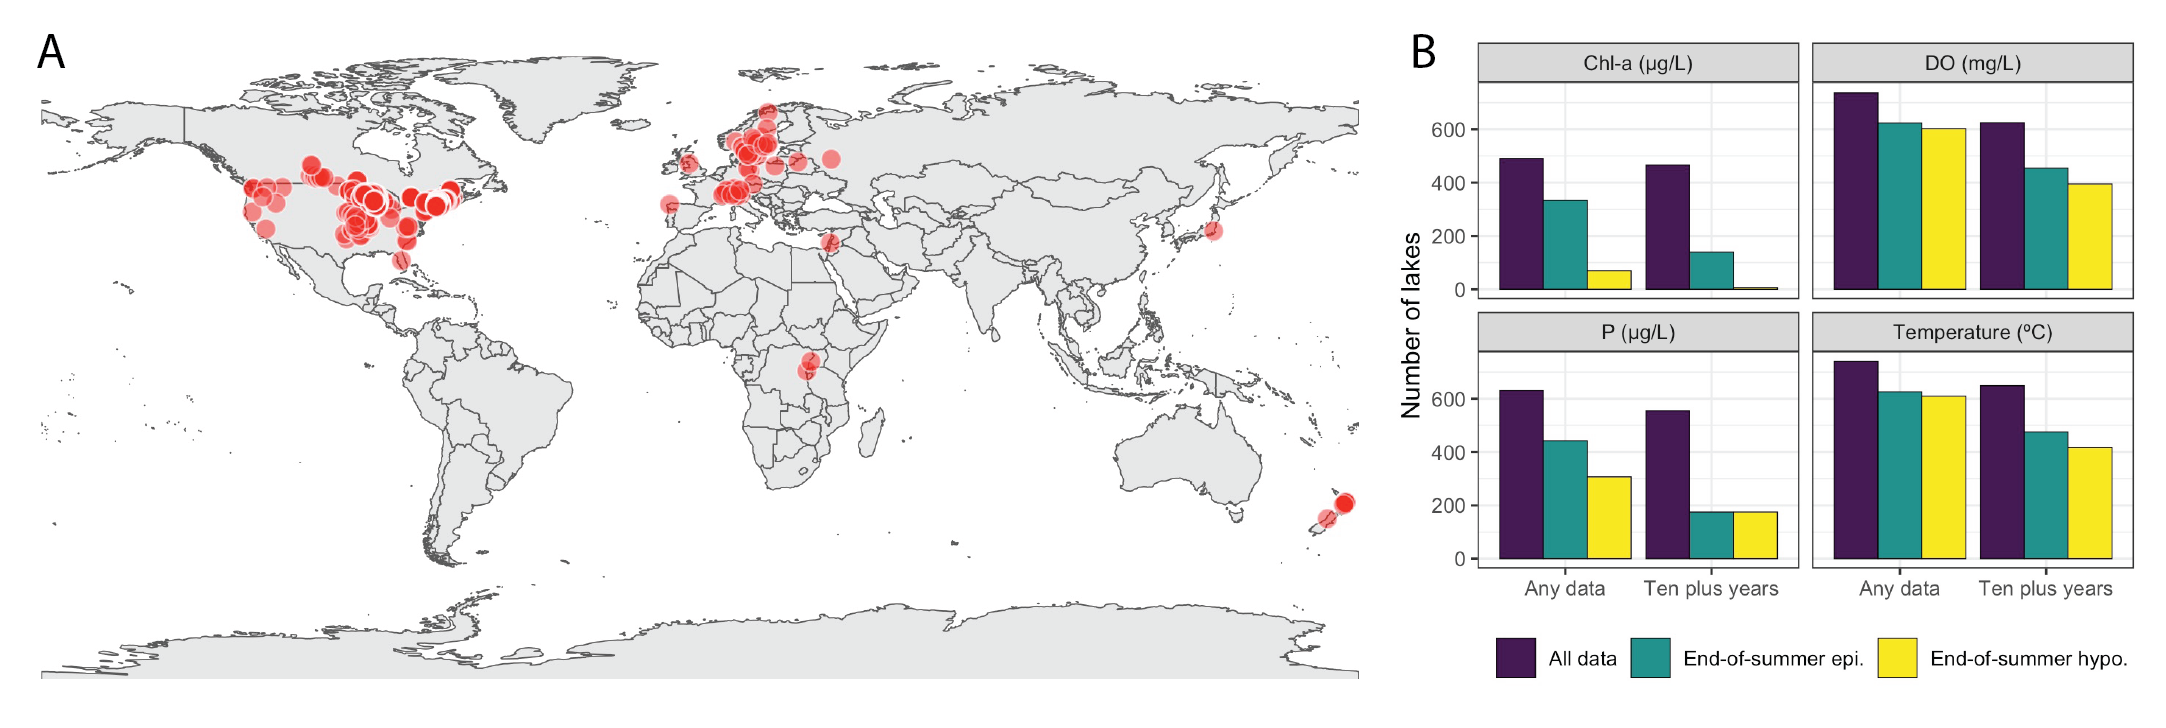 A
B
Chl-a (µg/L)
DO (mg/L)
600
400
200
0
P (µg/L)
Temperature (ºC)
600
400
200
0
Number of lakes
Any data
Ten plus years
Any data
Ten plus years
All data
End-of-summer epi.
End-of-summer hypo.